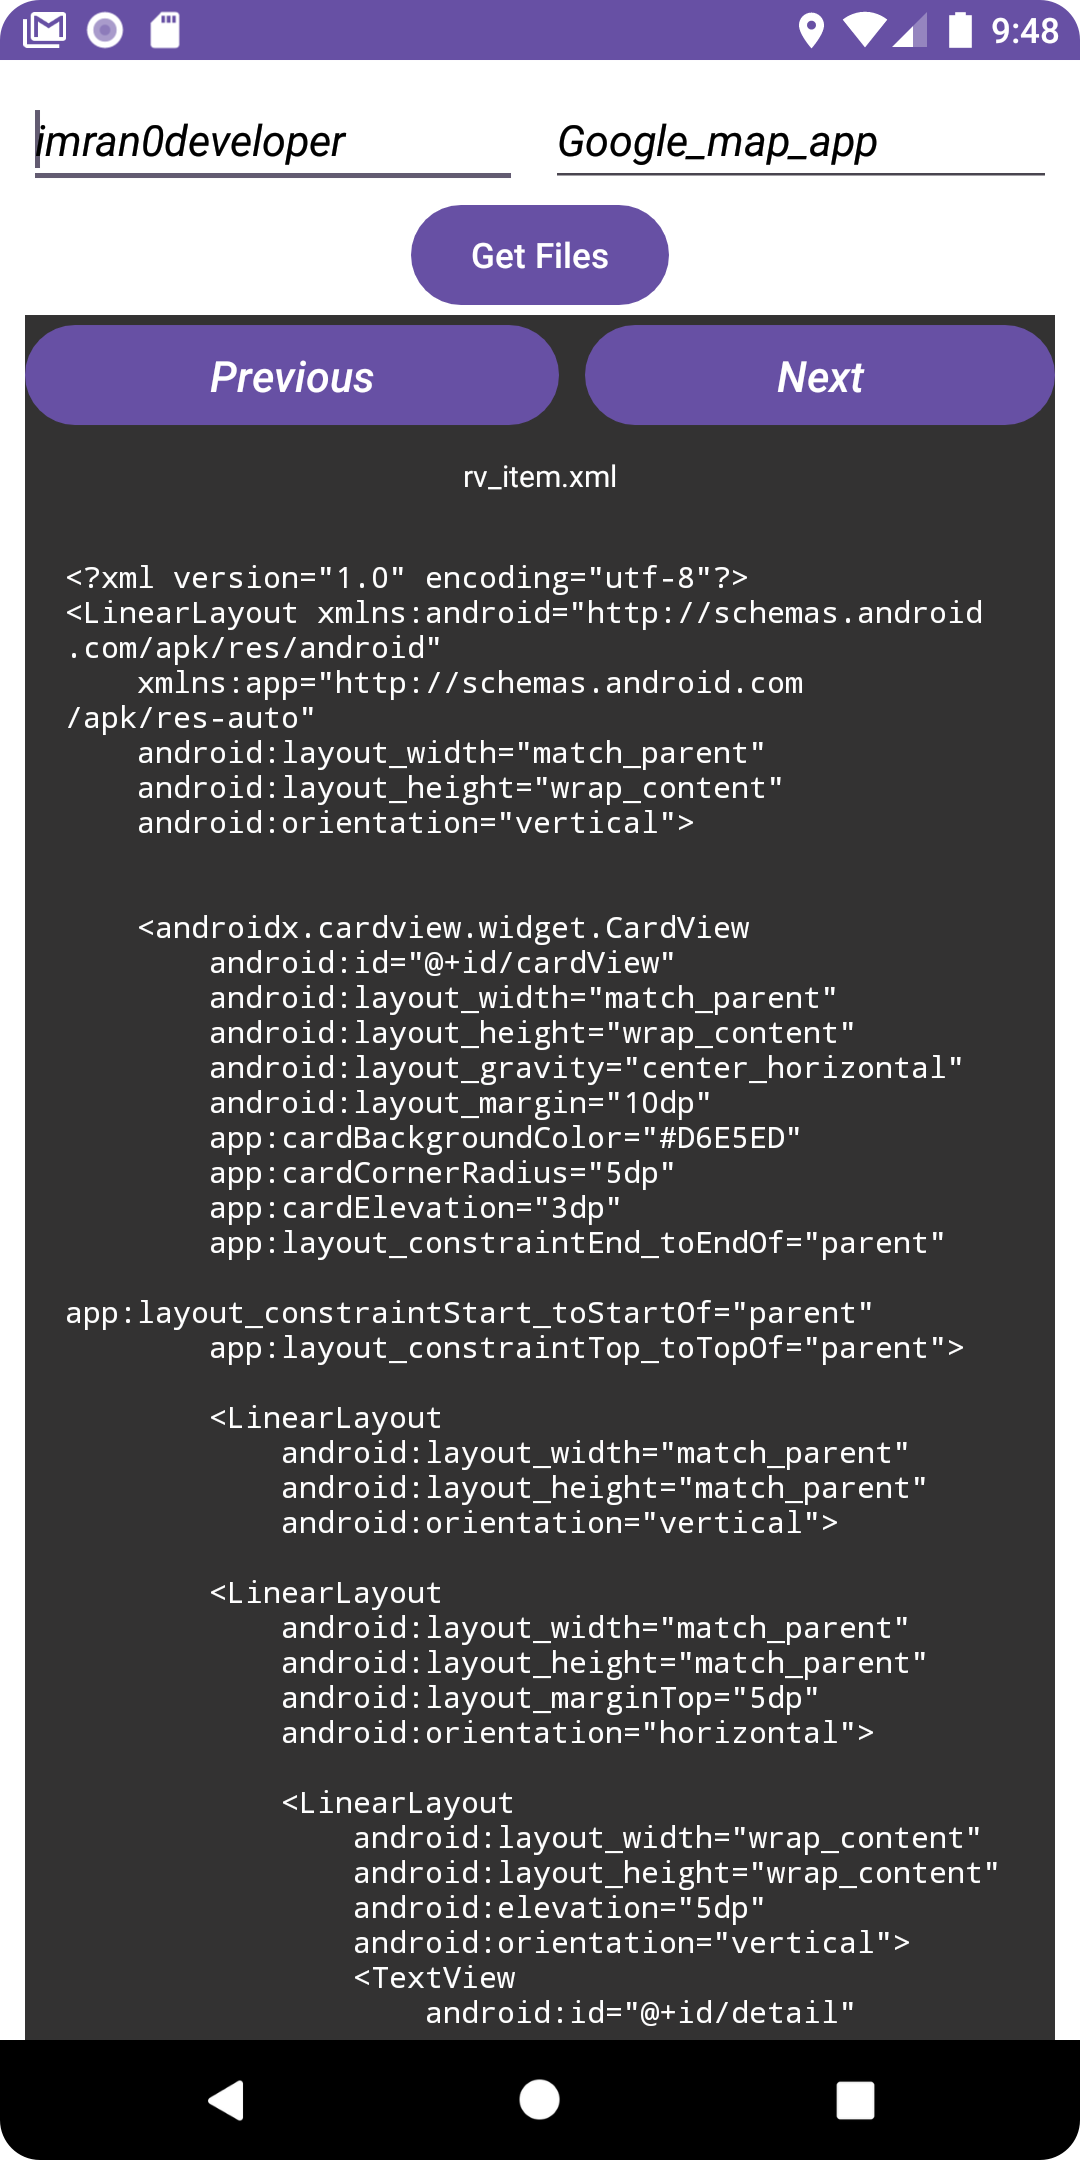 9:48
imran0developer Google_map_app
Get Files
Previous Next
rv_item.xml
<?xml version="1.0" encoding="utf-8"?>
<LinearLayout xmlns:android="http://schemas.android
.com/apk/res/android"
    xmlns:app="http://schemas.android.com
/apk/res-auto"
    android:layout_width="match_parent"
    android:layout_height="wrap_content"
    android:orientation="vertical">
    <androidx.cardview.widget.CardView
        android:id="@+id/cardView"
        android:layout_width="match_parent"
        android:layout_height="wrap_content"
        android:layout_gravity="center_horizontal"
        android:layout_margin="10dp"
        app:cardBackgroundColor="#D6E5ED"
        app:cardCornerRadius="5dp"
        app:cardElevation="3dp"
        app:layout_constraintEnd_toEndOf="parent"
app:layout_constraintStart_toStartOf="parent"
        app:layout_constraintTop_toTopOf="parent">
        <LinearLayout
            android:layout_width="match_parent"
            android:layout_height="match_parent"
            android:orientation="vertical">
        <LinearLayout
            android:layout_width="match_parent"
            android:layout_height="match_parent"
            android:layout_marginTop="5dp"
            android:orientation="horizontal">
            <LinearLayout
                android:layout_width="wrap_content"
                android:layout_height="wrap_content"
                android:elevation="5dp"
                android:orientation="vertical">
                <TextView
                    android:id="@+id/detail"